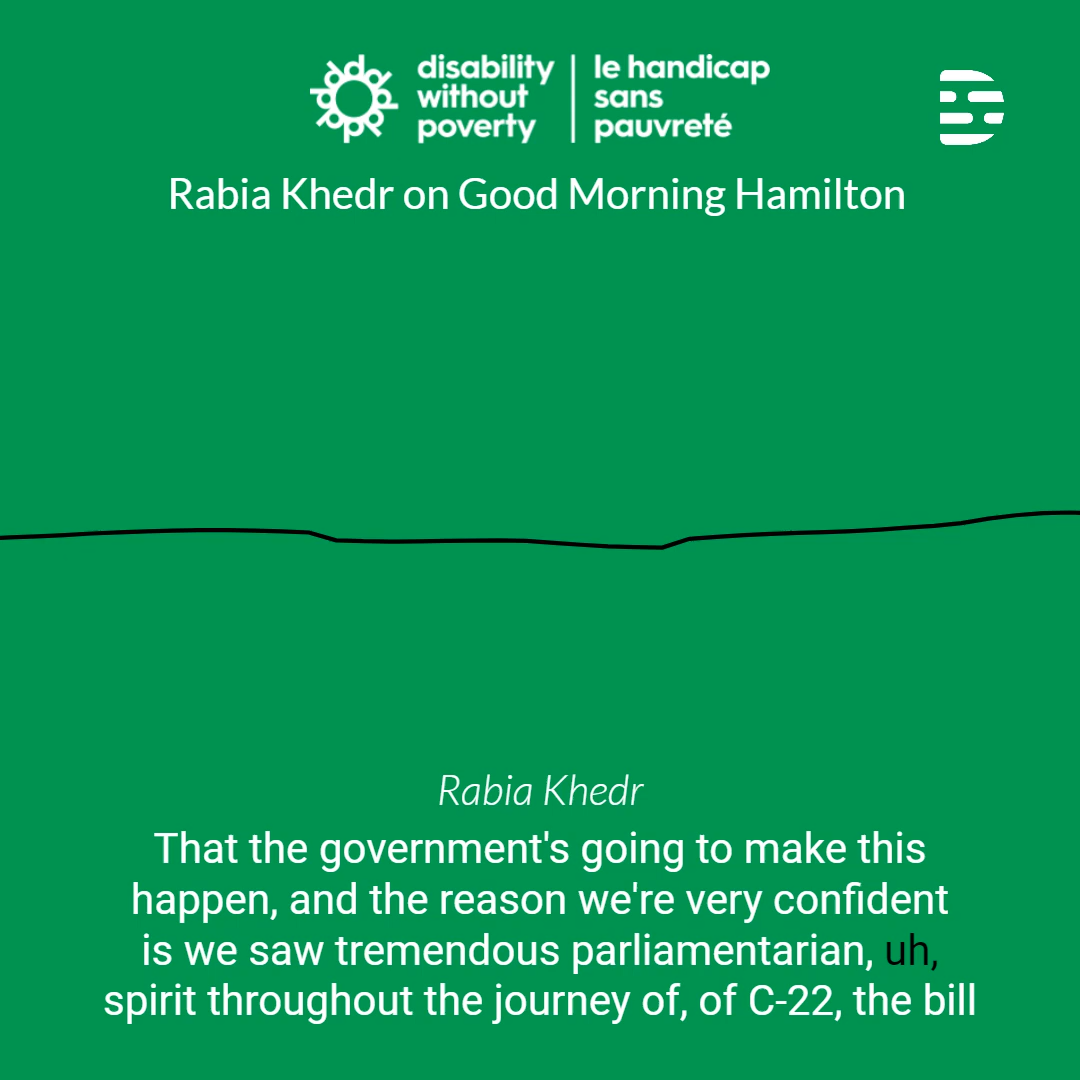 disability
without
poverty
le handicap
sans
pauvreté
Rabia Khedr on Good Morning Hamilton
Rabia Khedr
That the government's going to make this
happen, and the reason we're very confident
is we saw tremendous parliamentarian, uh,
spirit throughout the journey of, of C-22, the bill